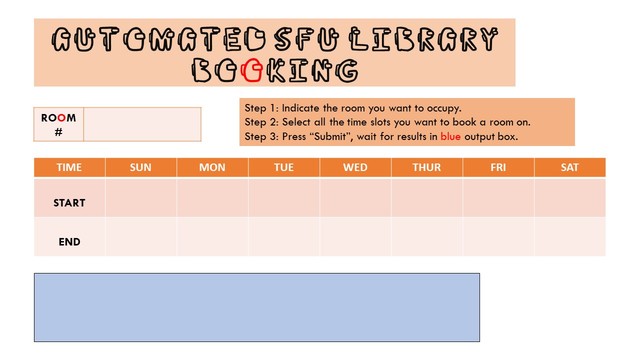 AUTOMATED SFU LIBRARY
BOOKING
ROOM
#
Step 1: Indicate the room you want to occupy.
Step 2: Select all the time slots you want to book a room on.
Step 3: Press “Submit”, wait for results in blue output box.
TIME SUN MON TUE WED THUR FRI SAT
START
END